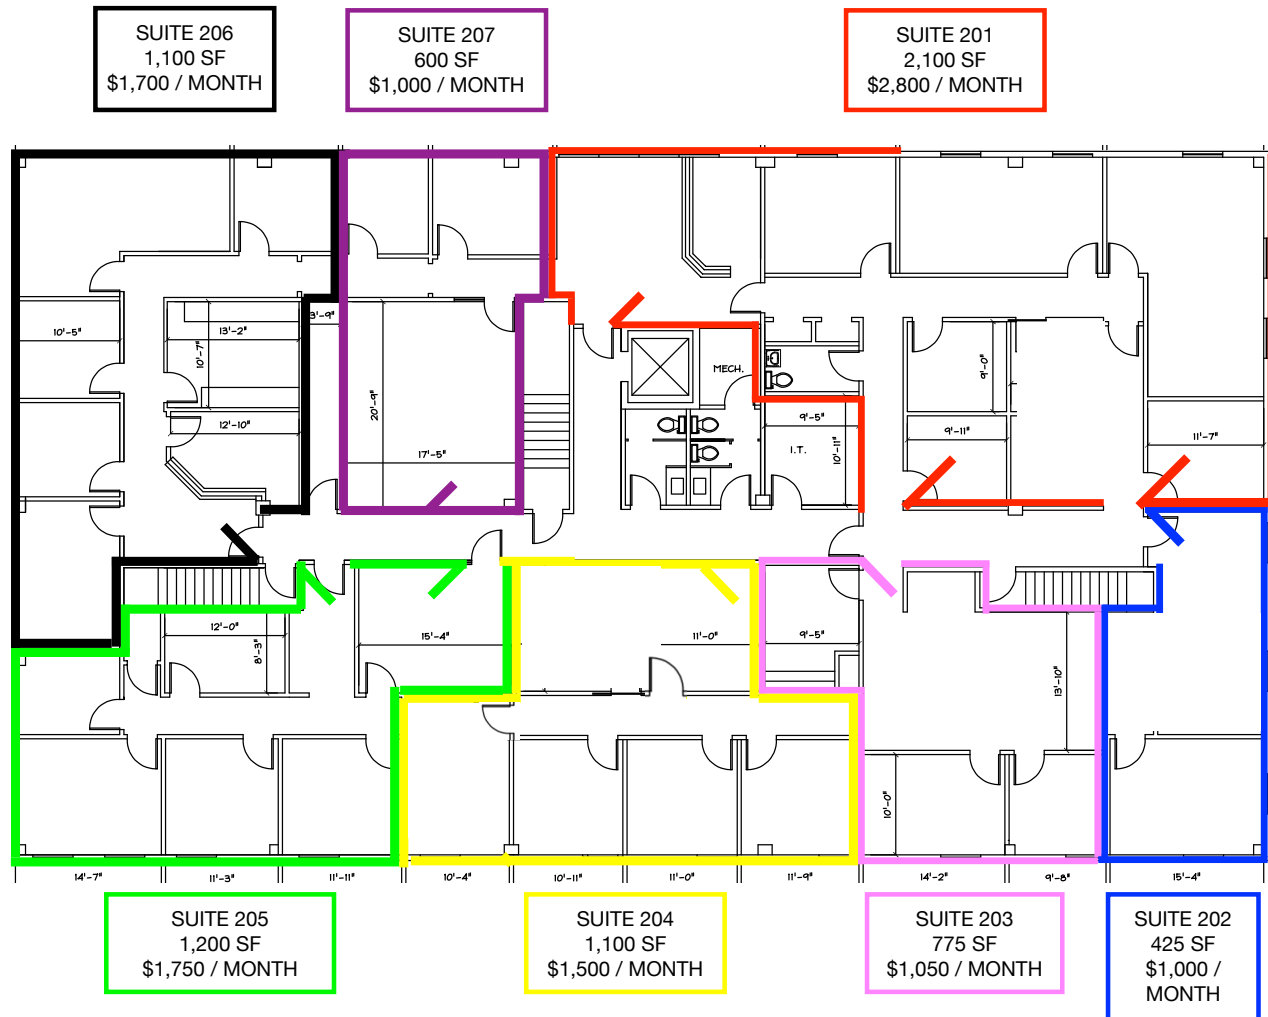 SUITE 206
1,100 SF
$1,700 / MONTH
SUITE 207
600 SF
$1,000 / MONTH
SUITE 201
2,100 SF
$2,800 / MONTH
10'-5"
13'-2"
3'-9"
10'-7"
12'-10"
20'-9"
17'-5"
MECH.
9'-5"
I.T.
10'-11"
9'-0"
9'-11"
11'-7"
12'-0"
8'-3"
15'-4"
11'-0"
9'-5"
13'-10"
10'-0"
14'-7"
11'-3"
11'-11"
10'-4"
10'-11"
11'-0"
11'-9"
14'-2"
9'-8"
15'-4"
SUITE 205
1,200 SF
$1,750 / MONTH
SUITE 204
1,100 SF
$1,500 / MONTH
SUITE 203
775 SF
$1,050 / MONTH
SUITE 202
425 SF
$1,000 /
MONTH